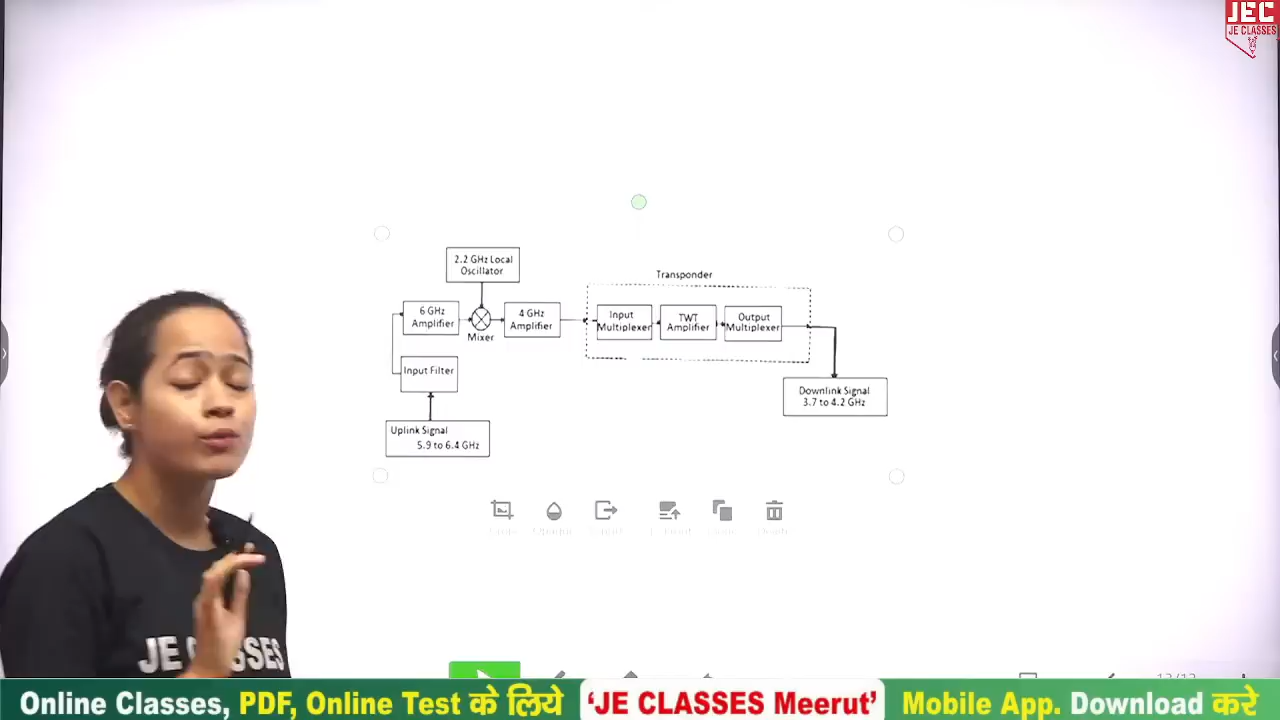 JEC
JE CLASSES
2.2 GHz Local
Oscillator
Transponder
6 GHz
Amplifier
Mixer
4 GHz
Amplifier
Input
Multiplexer
TWT
Amplifier
Output
Multiplexer
Input Filter
Downlink Signal
3.7 to 4.2 GHz
Uplink Signal
5.9 to 6.4 GHz
JE CLASSES
Online Classes, PDF, Online Test के लिये 'JE CLASSES Meerut' Mobile App. Download करे